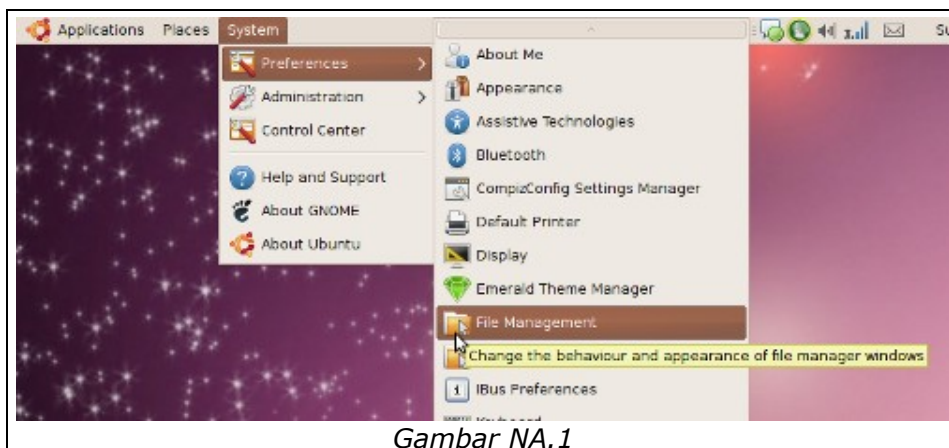 Applications Places System
Preferences
Administration
Control Center
Help and Support
About GNOME
About Ubuntu
About Me
Appearance
Assistive Technologies
Bluetooth
CompizConfig Settings Manager
Default Printer
Display
Emerald Theme Manager
File Management
Change the behaviour and appearance of file manager windows
IBus Preferences
Gambar NA.1